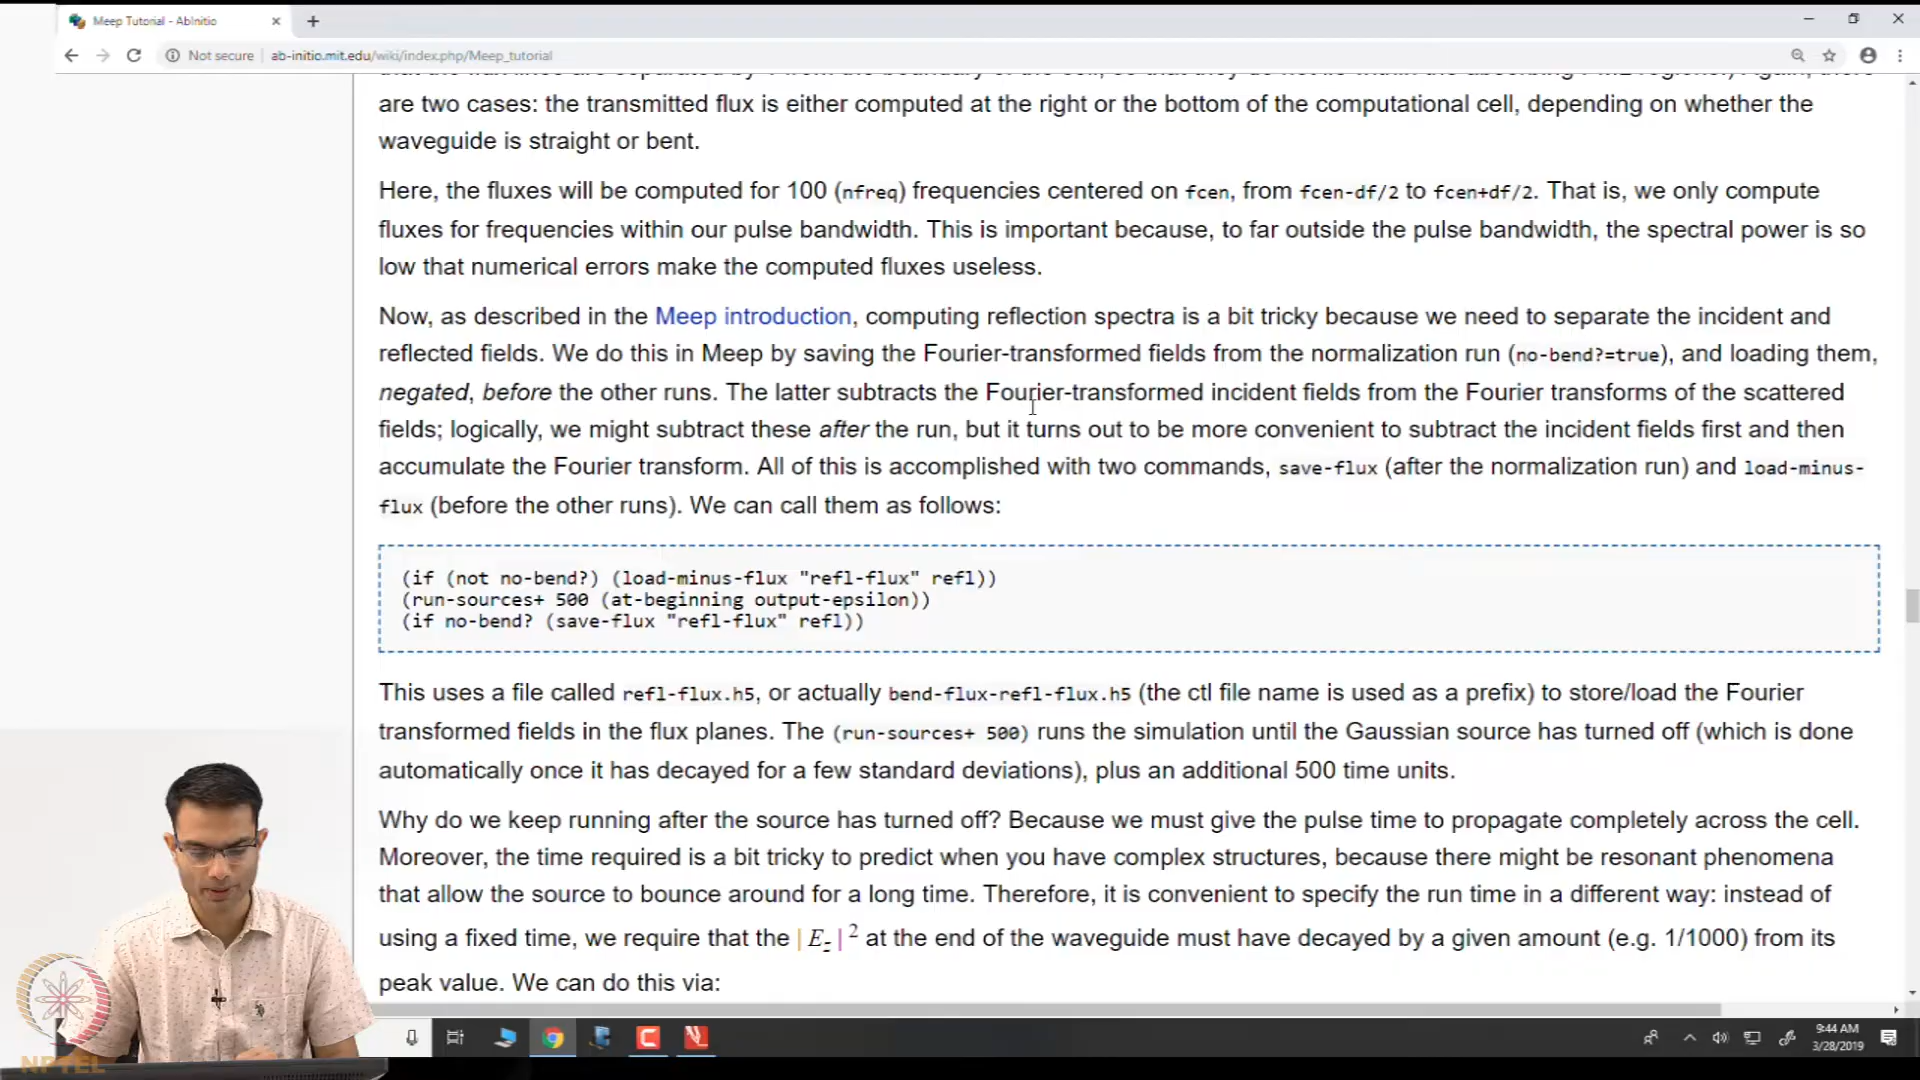 Meep Tutorial - AbInitio
Not secure | ab-initio.mit.edu/wiki/index.php/Meep_tutorial
are two cases: the transmitted flux is either computed at the right or the bottom of the computational cell, depending on whether the
waveguide is straight or bent.
Here, the fluxes will be computed for 100 (nfreq) frequencies centered on fcen, from fcen-df/2 to fcen+df/2. That is, we only compute
fluxes for frequencies within our pulse bandwidth. This is important because, to far outside the pulse bandwidth, the spectral power is so
low that numerical errors make the computed fluxes useless.
Now, as described in the Meep introduction, computing reflection spectra is a bit tricky because we need to separate the incident and
reflected fields. We do this in Meep by saving the Fourier-transformed fields from the normalization run (no-bend?=true), and loading them,
negated, before the other runs. The latter subtracts the Fourier-transformed incident fields from the Fourier transforms of the scattered
fields; logically, we might subtract these after the run, but it turns out to be more convenient to subtract the incident fields first and then
accumulate the Fourier transform. All of this is accomplished with two commands, save-flux (after the normalization run) and load-minus-
flux (before the other runs). We can call them as follows:
(if (not no-bend?) (load-minus-flux "refl-flux" refl))
(run-sources+ 500 (at-beginning output-epsilon))
(if no-bend? (save-flux "refl-flux" refl))
This uses a file called refl-flux.h5, or actually bend-flux-refl-flux.h5 (the ctl file name is used as a prefix) to store/load the Fourier
transformed fields in the flux planes. The (run-sources+ 500) runs the simulation until the Gaussian source has turned off (which is done
automatically once it has decayed for a few standard deviations), plus an additional 500 time units.
Why do we keep running after the source has turned off? Because we must give the pulse time to propagate completely across the cell.
Moreover, the time required is a bit tricky to predict when you have complex structures, because there might be resonant phenomena
that allow the source to bounce around for a long time. Therefore, it is convenient to specify the run time in a different way: instead of
using a fixed time, we require that the |E_z|² at the end of the waveguide must have decayed by a given amount (e.g. 1/1000) from its
peak value. We can do this via:
9:44 AM
3/28/2019
NPTEL